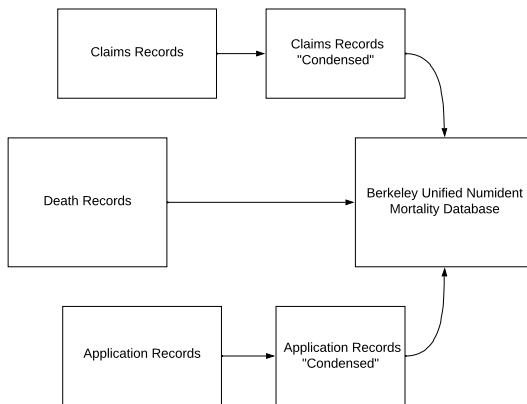 Claims Records
Claims Records
"Condensed"
Death Records
Berkeley Unified Numident
Mortality Database
Application Records
Application Records
"Condensed"